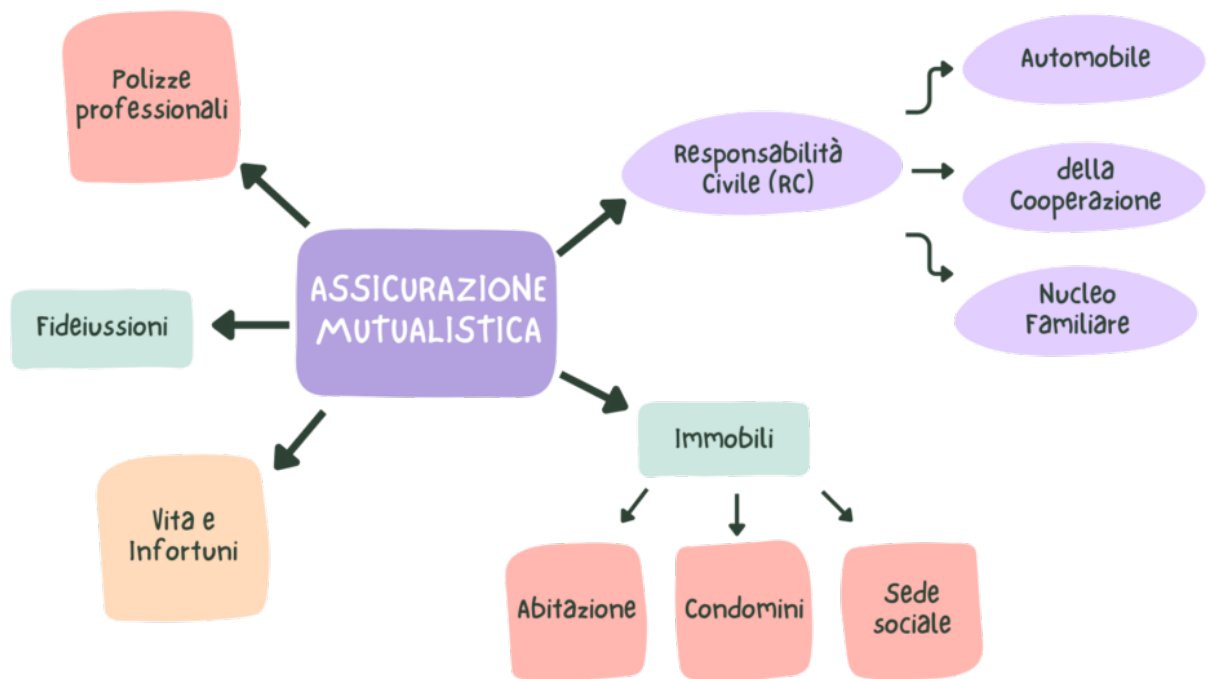 Polizze
professionali
Automobile
Responsabilità
Civile (RC)
della
Cooperazione
ASSICURAZIONE
MUTUALISTICA
Nucleo
Familiare
Fideiussioni
Immobili
Vita e
Infortuni
Abitazione
Condomini
Sede
sociale